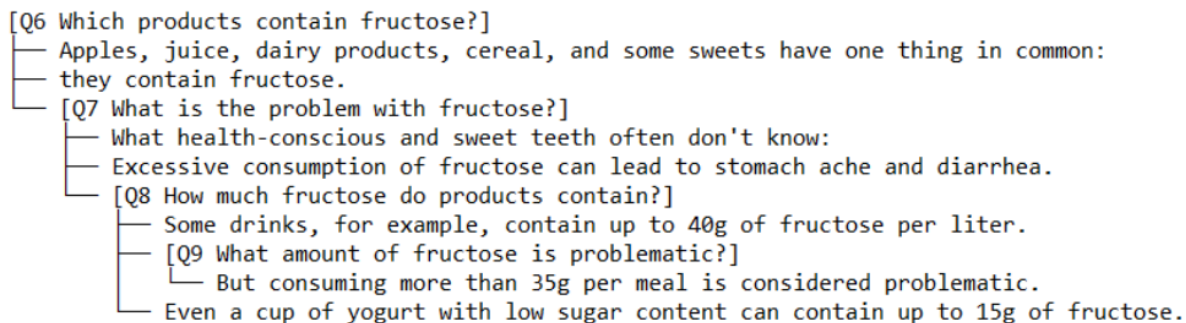 [Q6 Which products contain fructose?]
Apples, juice, dairy products, cereal, and some sweets have one thing in common:
they contain fructose.
[Q7 What is the problem with fructose?]
What health-conscious and sweet teeth often don't know:
Excessive consumption of fructose can lead to stomach ache and diarrhea.
[Q8 How much fructose do products contain?]
Some drinks, for example, contain up to 40g of fructose per liter.
[Q9 What amount of fructose is problematic?]
But consuming more than 35g per meal is considered problematic.
Even a cup of yogurt with low sugar content can contain up to 15g of fructose.